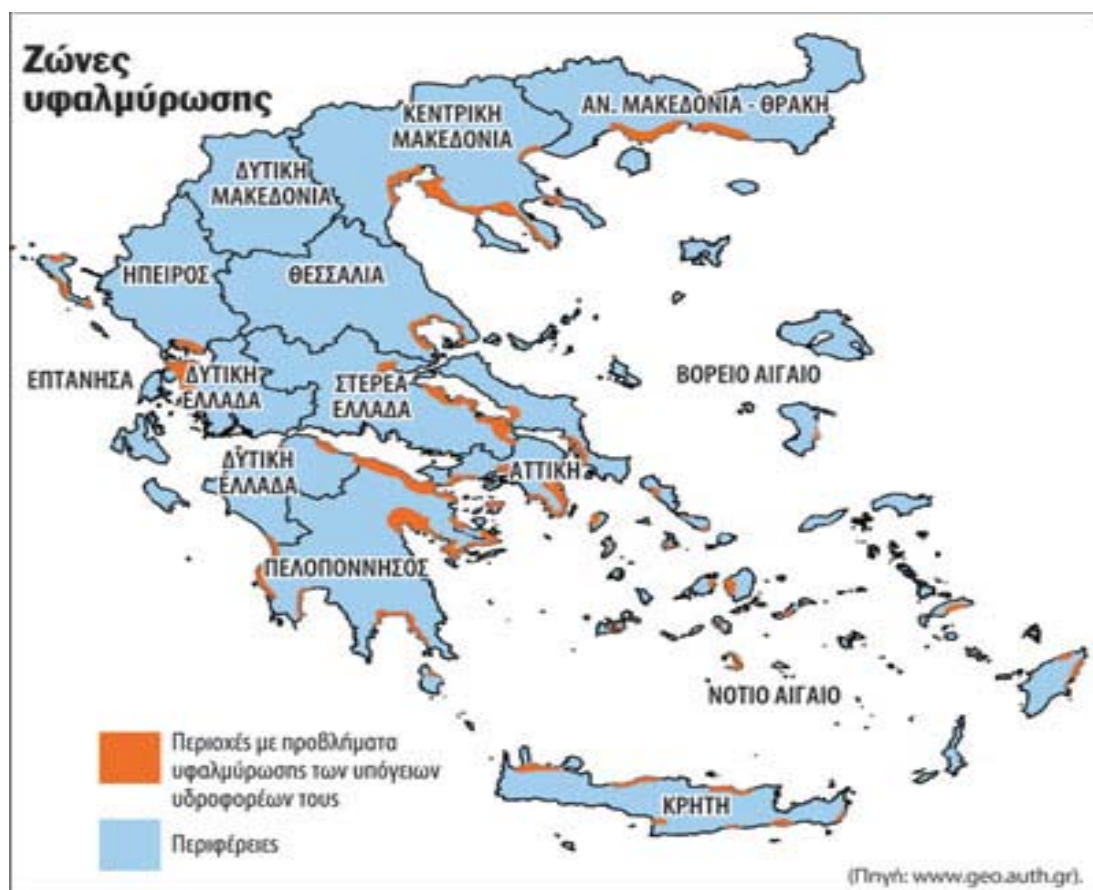 Ζώνες
υφαλμύρωσης
ΑΝ. ΜΑΚΕΔΟΝΙΑ - ΘΡΑΚΗ
ΚΕΝΤΡΙΚΗ
ΜΑΚΕΔΟΝΙΑ
ΔΥΤΙΚΗ
ΜΑΚΕΔΟΝΙΑ
ΗΠΕΙΡΟΣ
ΘΕΣΣΑΛΙΑ
ΕΠΤΑΝΗΣΑ
ΔΥΤΙΚΗ
ΕΛΛΑΔΑ
ΣΤΕΡΕΑ
ΕΛΛΑΔΑ
ΒΟΡΕΙΟ ΑΙΓΑΙΟ
ΔΥΤΙΚΗ
ΕΛΛΑΔΑ
ΑΤΤΙΚΗ
ΠΕΛΟΠΟΝΝΗΣΟΣ
ΝΟΤΙΟ ΑΙΓΑΙΟ
ΚΡΗΤΗ
Περιοχές με προβλήματα
υφαλμύρωσης των υπόγειων
υδροφορέων τους
Περιφέρειες
(Πηγή: www.geo.auth.gr).